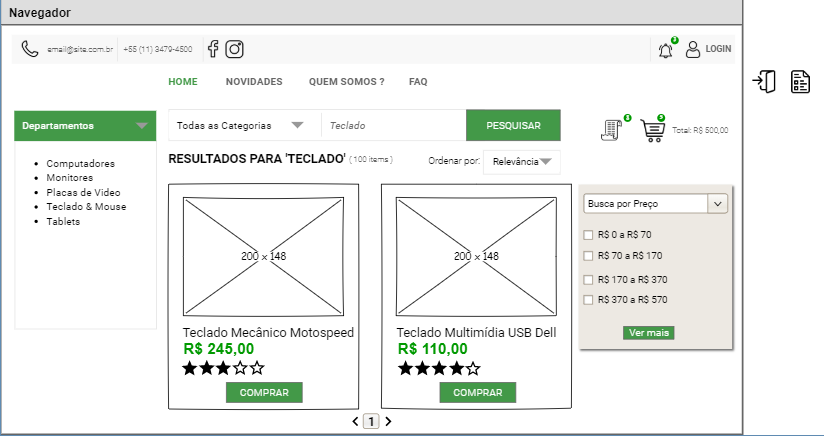 Navegador
email@site.com.br
+55 (11) 3479-4500
LOGIN
HOME
NOVIDADES
QUEM SOMOS ?
FAQ
Departamentos
Todas as Categorias
Teclado
PESQUISAR
Total: R$ 500,00
Computadores
Monitores
Placas de Video
Teclado & Mouse
Tablets
RESULTADOS PARA 'TECLADO'
( 100 items )
Ordenar por:
Relevância
200 x 148
Teclado Mecânico Motospeed
R$ 245,00
COMPRAR
200 x 148
Teclado Multimídia USB Dell
R$ 110,00
COMPRAR
Busca por Preço
R$ 0 a R$ 70
R$ 70 a R$ 170
R$ 170 a R$ 370
R$ 370 a R$ 570
Ver mais
1